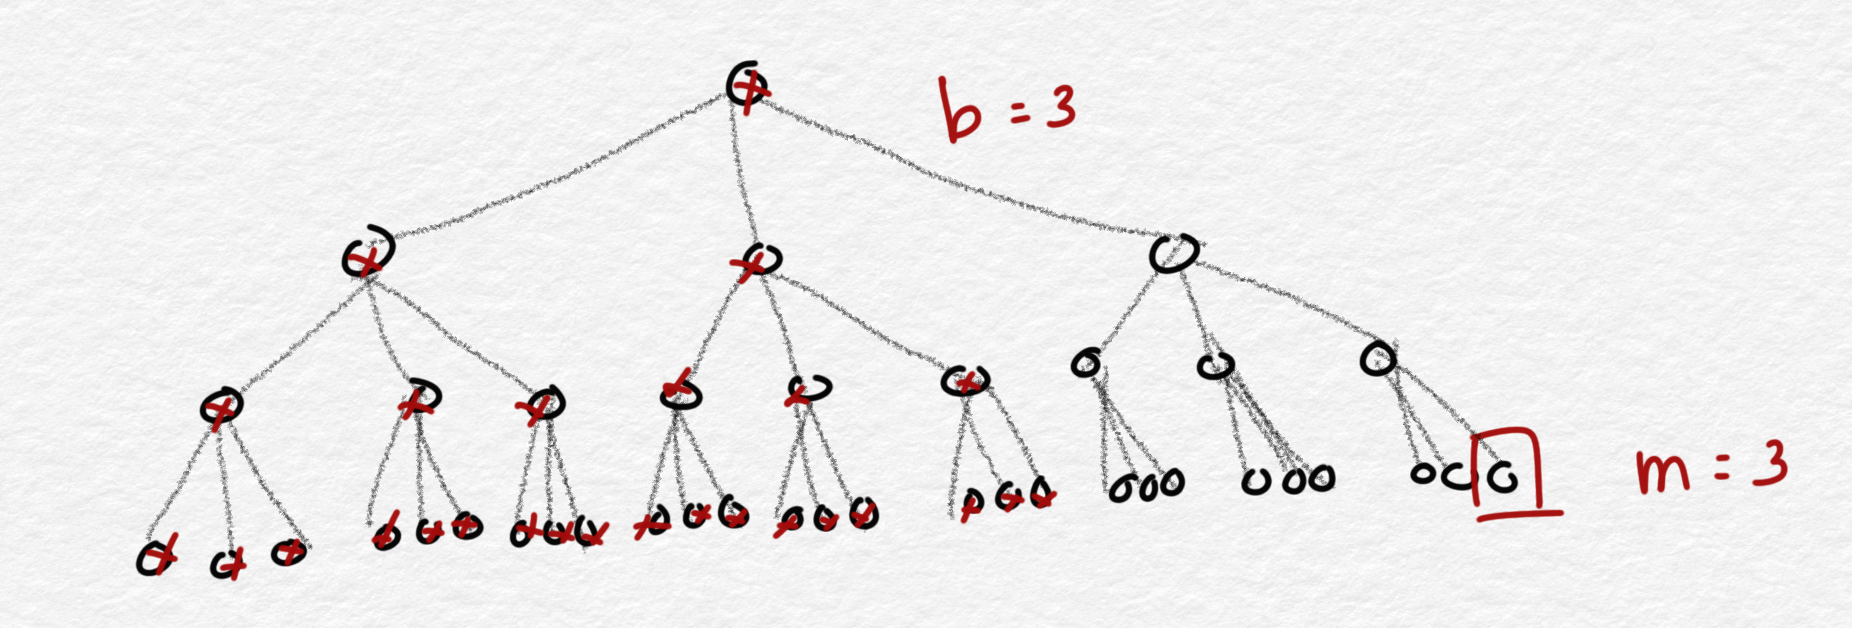 b = 3
m = 3